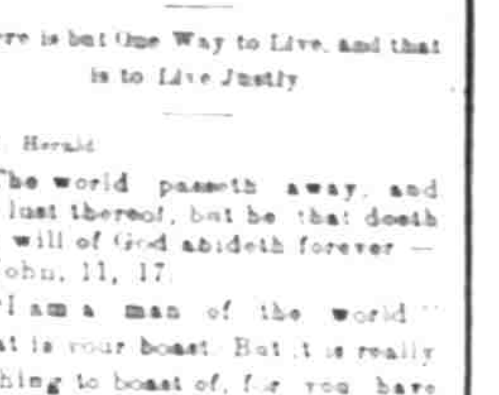 ere is but One Way to Live, and that
is to Live Justly
Herald
The world passeth away, and
lust thereof, but he that doeth
will of God abideth forever —
John, 11, 17.
"I am a man of the world"
at is your boast. But it is really
thing to boast of, for you have